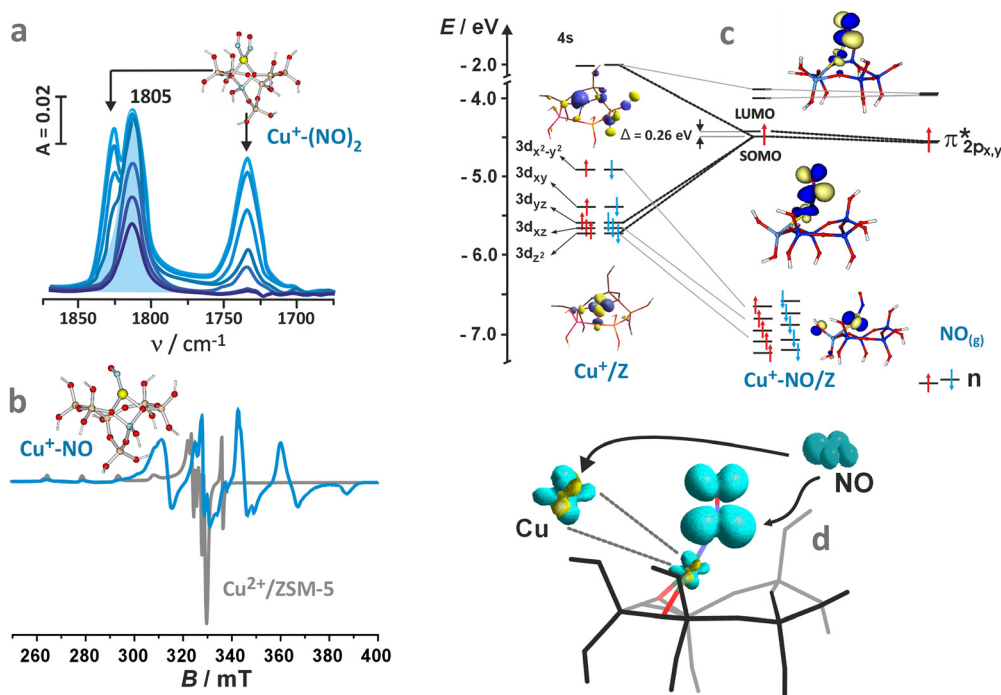 a
A = 0.02
1805
Cu⁺-(NO)₂
1850
1800
1750
1700
ν / cm⁻¹
b
Cu⁺-NO
Cu²⁺/ZSM-5
260
280
300
320
340
360
380
400
B / mT
c
E / eV
4s
- 2.0
- 4.0
- 5.0
- 6.0
- 7.0
LUMO
Δ = 0.26 eV
SOMO
π*2px,y
3dx²-y²
3dxy
3dyz
3dxz
3dz²
Cu⁺/Z
Cu⁺-NO/Z
NO(g)
n
NO
Cu
d